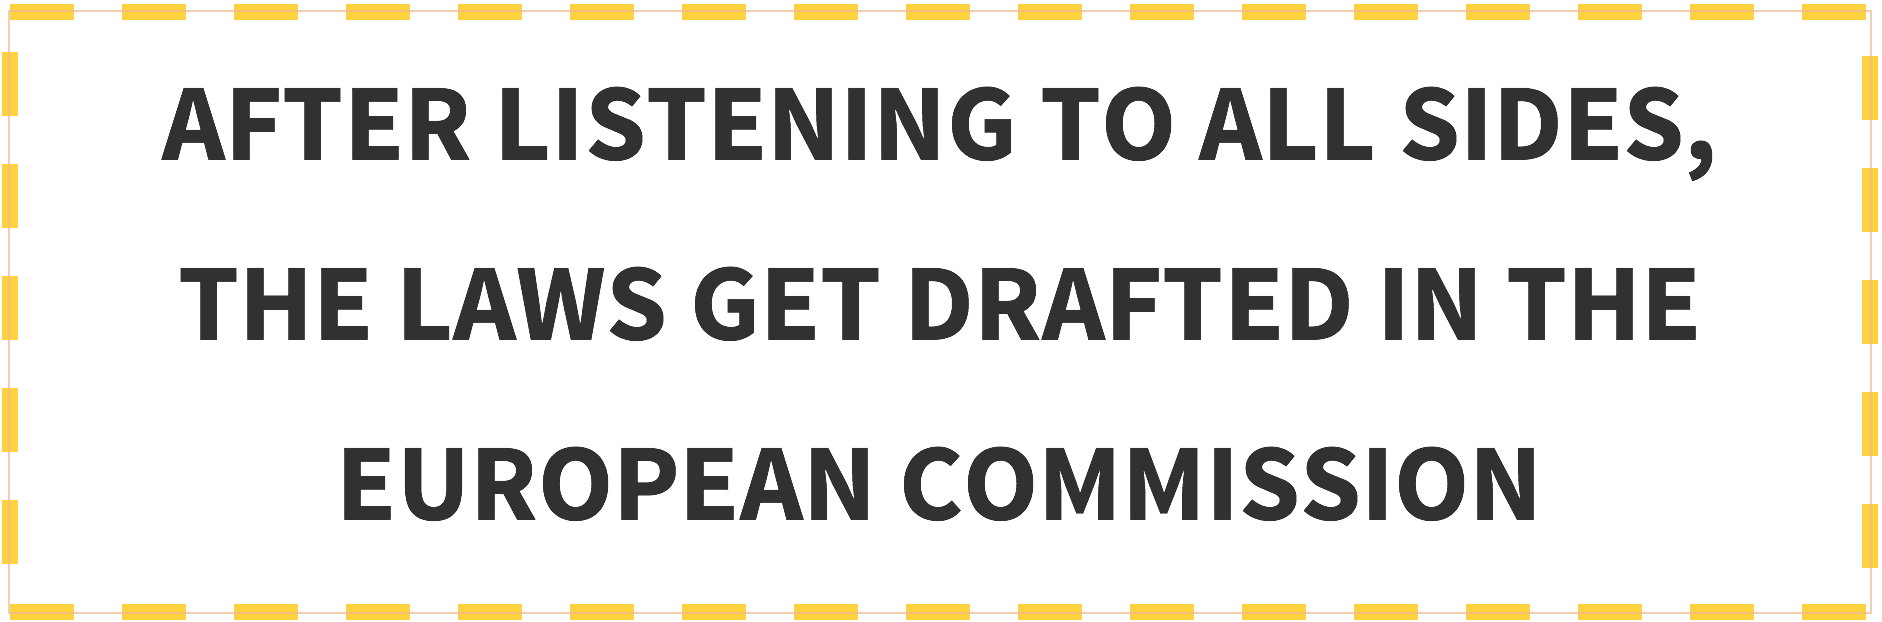 AFTER LISTENING TO ALL SIDES,
THE LAWS GET DRAFTED IN THE
EUROPEAN COMMISSION